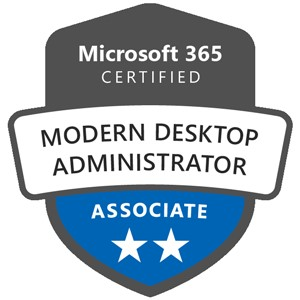 Microsoft 365
CERTIFIED
MODERN DESKTOP
ADMINISTRATOR
ASSOCIATE